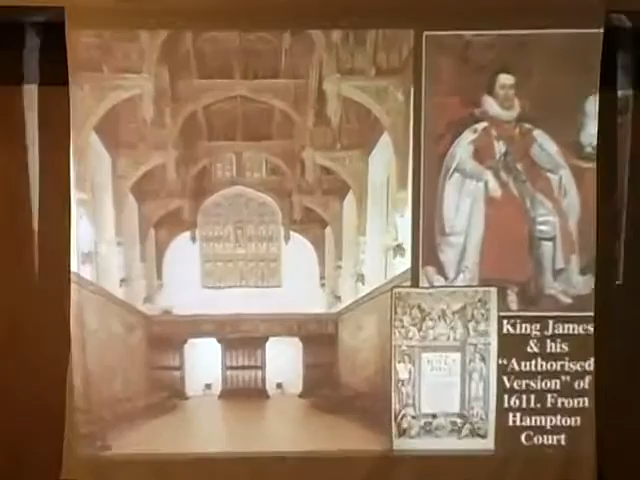 King James
& his
"Authorised
Version" of
1611. From
Hampton
Court